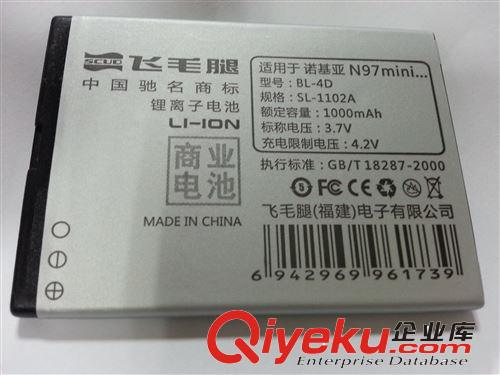 SCUD 飞毛腿
中国驰名商标
锂离子电池
LI-ION
商业
电池
MADE IN CHINA
适用于 诺基亚 N97mini...
型号: BL-4D
规格: SL-1102A
额定容量: 1000mAh
标称电压: 3.7V
充电限制电压: 4.2V
执行标准: GB/T 18287-2000
飞毛腿(福建)电子有限公司
6 942969 961739
Qiyeku 企业库
Enterprise Database